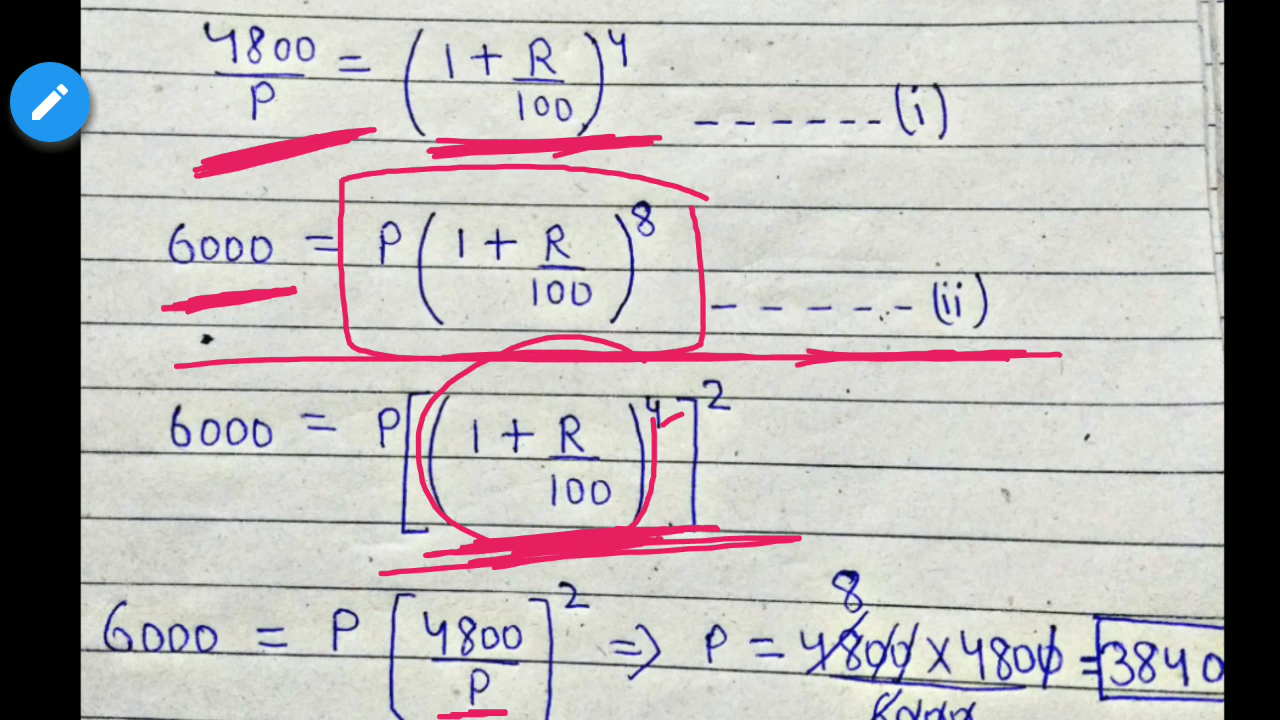 4800/P = (1 + R/100)^4 ------ (i)
6000 = P(1 + R/100)^8 ------ (ii)
6000 = P[(1 + R/100)^4]^2
6000 = P[4800/P]^2 => P = 4800 x 4800/6000 = 3840
8